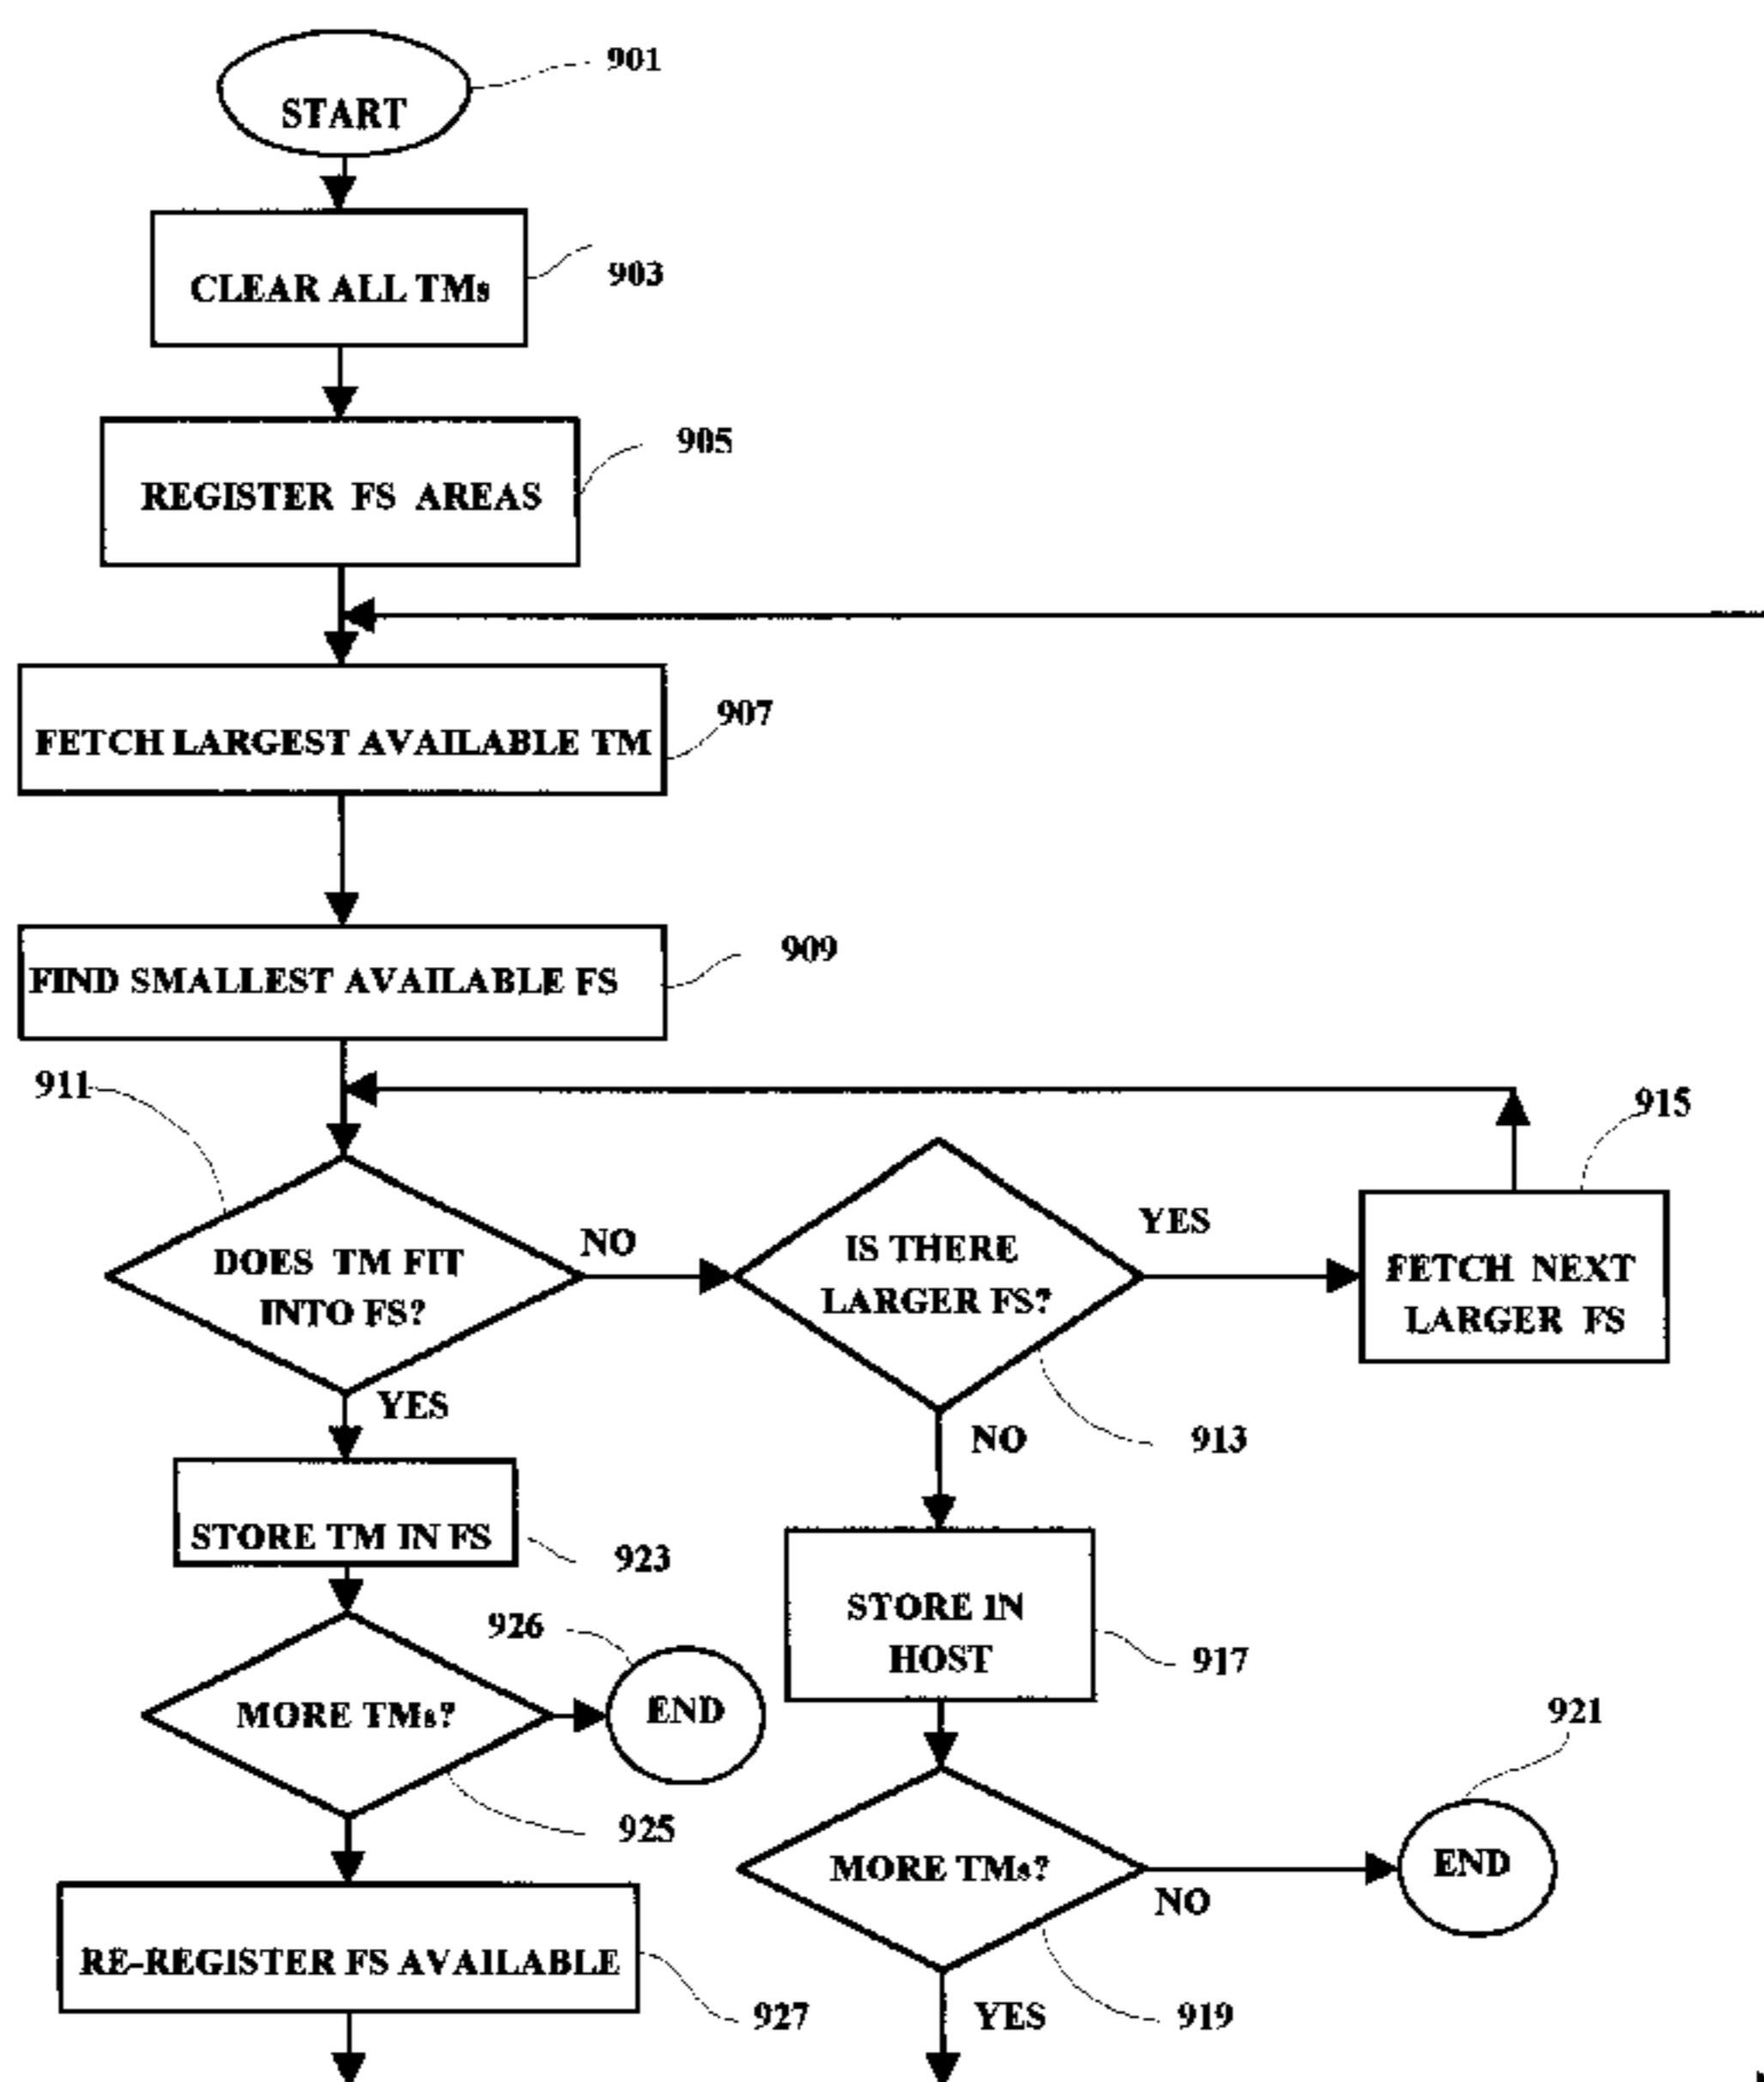 901
START
CLEAR ALL TMs
903
905
REGISTER FS AREAS
907
FETCH LARGEST AVAILABLE TM
909
FIND SMALLEST AVAILABLE FS
911
915
DOES TM FIT
INTO FS?
NO
IS THERE
LARGER FS?
YES
FETCH NEXT
LARGER FS
YES
913
NO
STORE TM IN FS
923
STORE IN
HOST
917
926
MORE TMs?
END
921
925
MORE TMs?
NO
END
RE-REGISTER FS AVAILABLE
927
YES
919